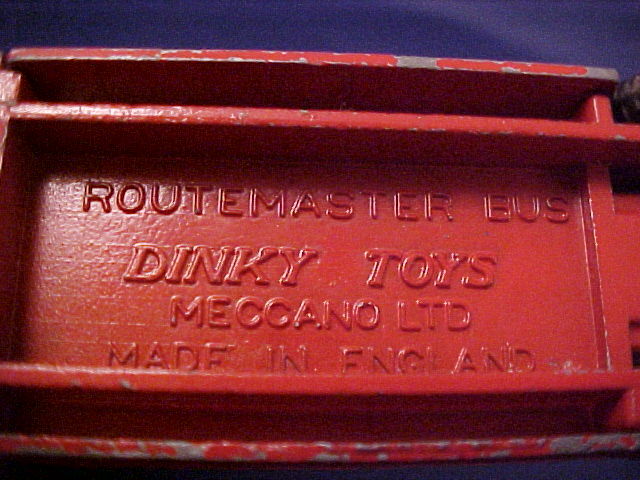 ROUTEMASTER BUS
DINKY TOYS
MECCANO LTD
MADE IN ENGLAND